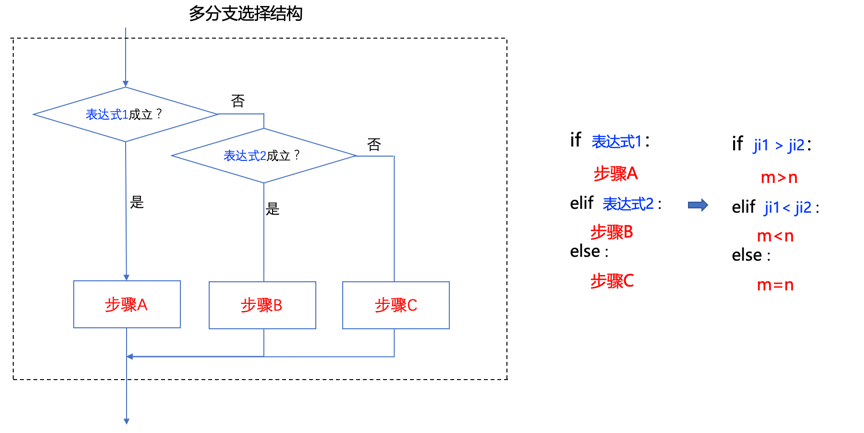 多分支选择结构
表达式1成立？
否
表达式2成立？
否
是
是
步骤A
步骤B
步骤C
if 表达式1：
步骤A
elif 表达式2：
步骤B
else：
步骤C
if ji1 > ji2：
m>n
elif ji1< ji2：
m<n
else：
m=n